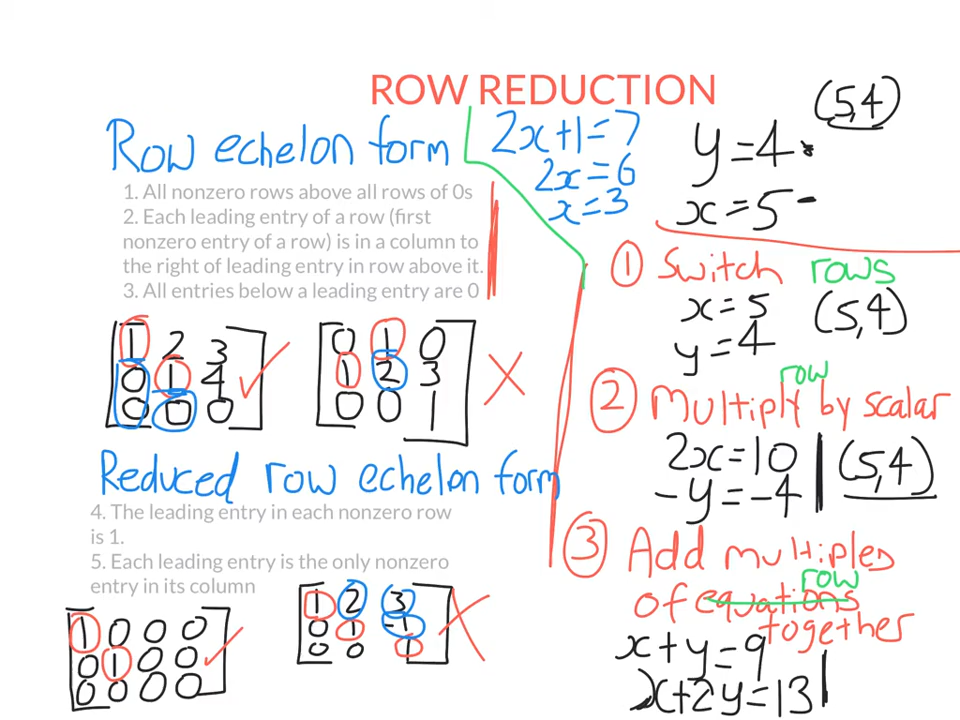 ROW REDUCTION
Row echelon form
1. All nonzero rows above all rows of 0s
2. Each leading entry of a row (first
nonzero entry of a row) is in a column to
the right of leading entry in row above it.
3. All entries below a leading entry are 0
1 2 3
0 1 4
0 0 0
0 1 0
1 2 3
0 0 1
Reduced row echelon form
4. The leading entry in each nonzero row
is 1.
5. Each leading entry is the only nonzero
entry in its column
1 0 0 0
0 1 0 0
0 0 0 0
1 2 3
0 1 -1
0 0 1
2x+1=7
2x=6
x=3
(5,4)
y=4
x=5
1 Switch rows
x=5 (5,4)
y=4
row
2 Multiply by scalar
2x=10 (5,4)
-y=-4
3 Add multiples
row
of equations
together
x+y=9
x+2y=13